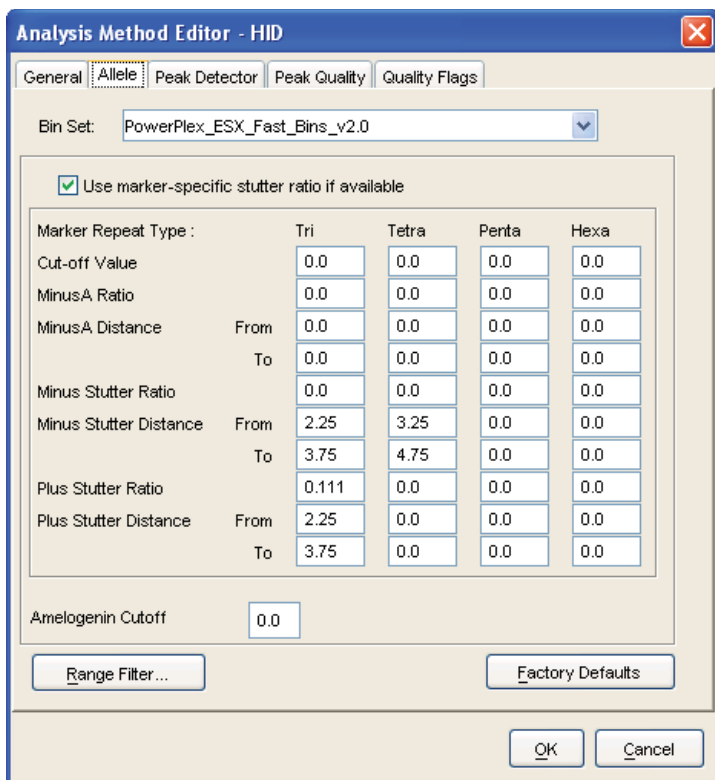 Analysis Method Editor - HID
General Allele Peak Detector Peak Quality Quality Flags
Bin Set: PowerPlex_ESX_Fast_Bins_v2.0
Use marker-specific stutter ratio if available
Marker Repeat Type : Tri Tetra Penta Hexa
Cut-off Value 0.0 0.0 0.0 0.0
MinusA Ratio 0.0 0.0 0.0 0.0
MinusA Distance From 0.0 0.0 0.0 0.0
To 0.0 0.0 0.0 0.0
Minus Stutter Ratio 0.0 0.0 0.0 0.0
Minus Stutter Distance From 2.25 3.25 0.0 0.0
To 3.75 4.75 0.0 0.0
Plus Stutter Ratio 0.111 0.0 0.0 0.0
Plus Stutter Distance From 2.25 0.0 0.0 0.0
To 3.75 0.0 0.0 0.0
Amelogenin Cutoff 0.0
Range Filter... Factory Defaults
OK Cancel